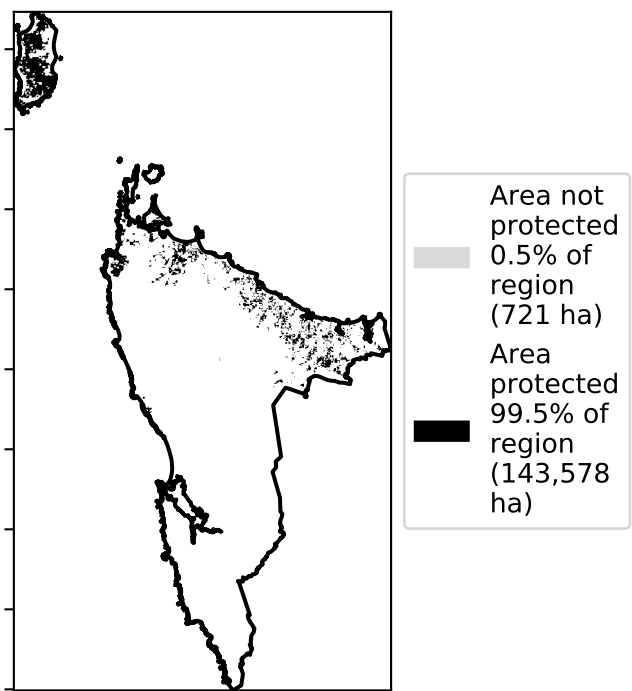 Area not
protected
0.5% of
region
(721 ha)
Area
protected
99.5% of
region
(143,578
ha)